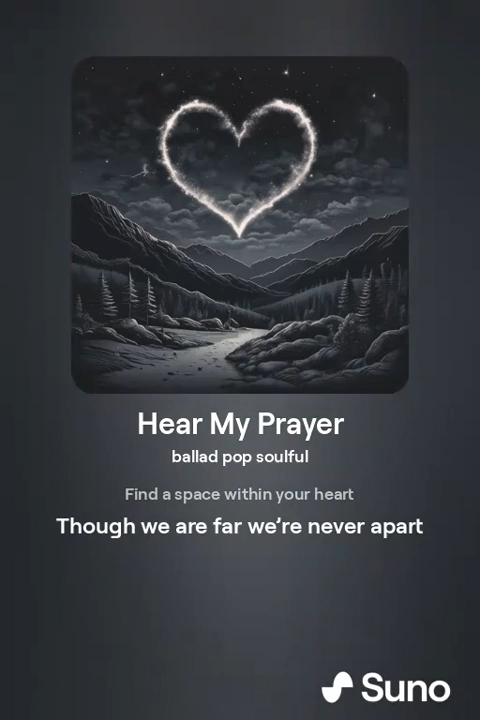 Hear My Prayer
ballad pop soulful
Find a space within your heart
Though we are far we’re never apart
Suno